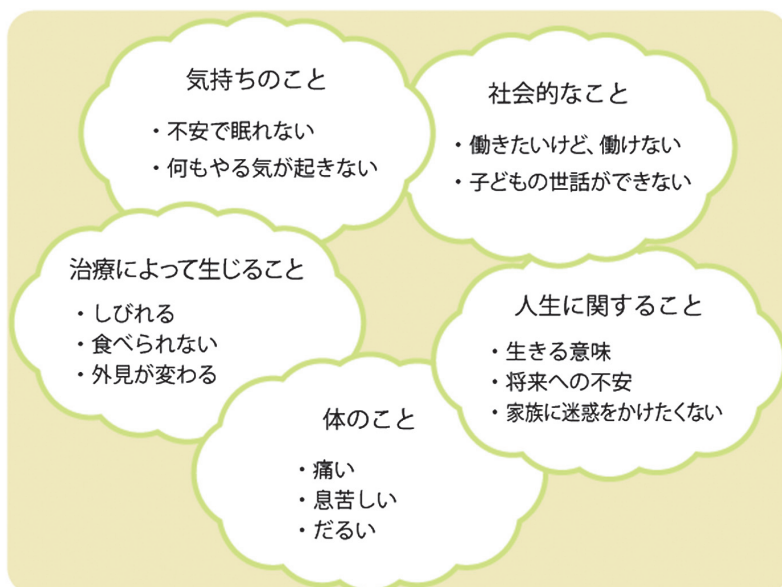 気持ちのこと
・不安で眠れない
・何もやる気が起きない
社会的なこと
・働きたいけど、働けない
・子どもの世話ができない
治療によって生じること
・しびれる
・食べられない
・外見が変わる
人生に関すること
・生きる意味
・将来への不安
・家族に迷惑をかけたくない
体のこと
・痛い
・息苦しい
・だるい